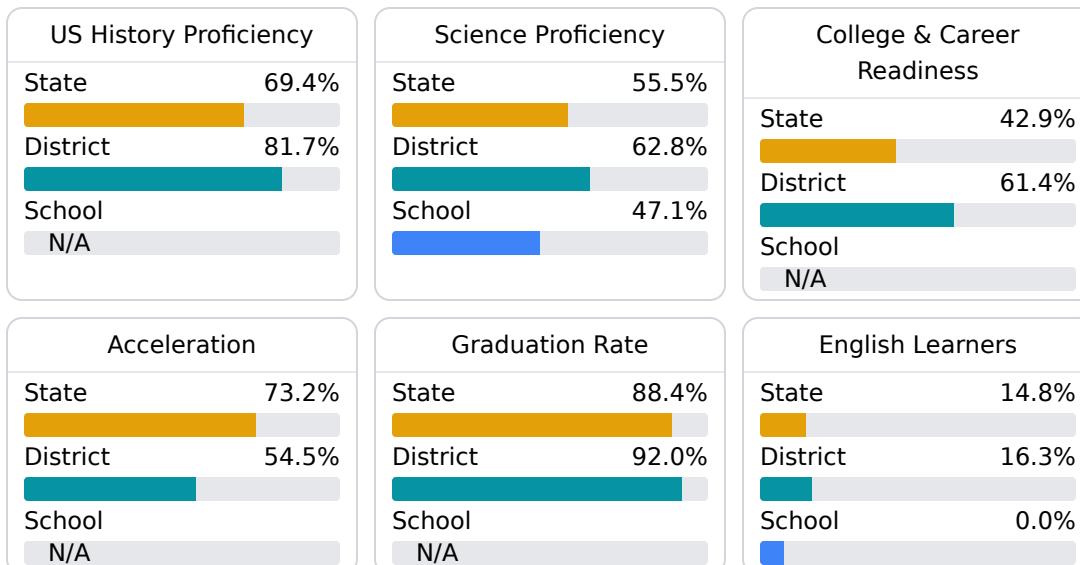 US History Proficiency
State 69.4%
District 81.7%
School
N/A
Science Proficiency
State 55.5%
District 62.8%
School 47.1%
College & Career
Readiness
State 42.9%
District 61.4%
School
N/A
Acceleration
State 73.2%
District 54.5%
School
N/A
Graduation Rate
State 88.4%
District 92.0%
School
N/A
English Learners
State 14.8%
District 16.3%
School 0.0%